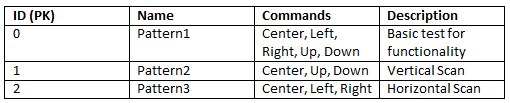 ID (PK) Name Commands Description
0 Pattern1 Center, Left, Basic test for
Right, Up, Down functionality
1 Pattern2 Center, Up, Down Vertical Scan
2 Pattern3 Center, Left, Right Horizontal Scan